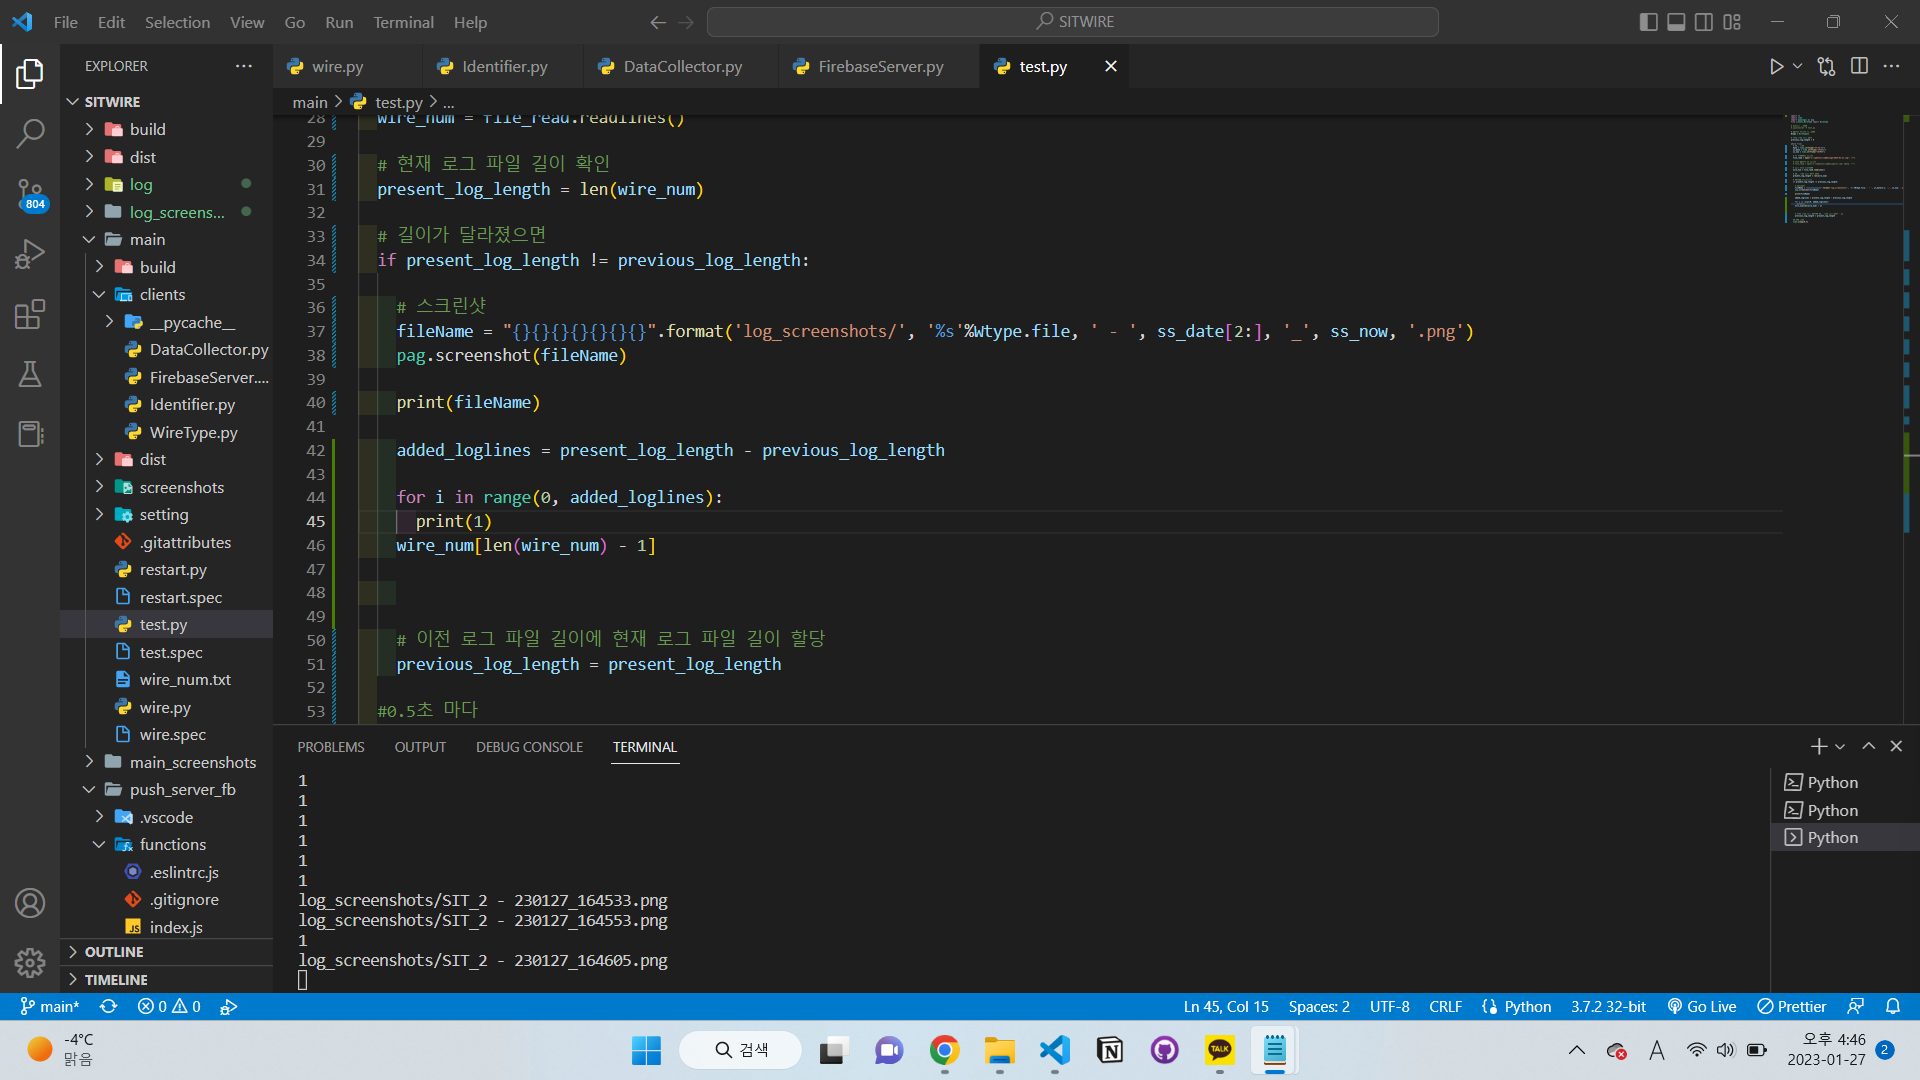 File Edit Selection View Go Run Terminal Help
SITWIRE
EXPLORER
wire.py
Identifier.py
DataCollector.py
FirebaseServer.py
test.py
SITWIRE
build
dist
log
log_screens...
main
build
clients
__pycache__
DataCollector.py
FirebaseServer....
Identifier.py
WireType.py
dist
screenshots
setting
.gitattributes
restart.py
restart.spec
test.py
test.spec
wire_num.txt
wire.py
wire.spec
main_screenshots
push_server_fb
.vscode
functions
.eslintrc.js
.gitignore
index.js
OUTLINE
TIMELINE
804
main > test.py > ...
28 wire_num = file_read.readlines()
29
30 # 현재 로그 파일 길이 확인
31 present_log_length = len(wire_num)
32
33 # 길이가 달라졌으면
34 if present_log_length != previous_log_length:
35
36 # 스크린샷
37 fileName = "{}{}{}{}{}{}{}".format('log_screenshots/', '%s'%Wtype.file, ' - ', ss_date[2:], '_', ss_now, '.png')
38 pag.screenshot(fileName)
39
40 print(fileName)
41
42 added_loglines = present_log_length - previous_log_length
43
44 for i in range(0, added_loglines):
45 print(1)
46 wire_num[len(wire_num) - 1]
47
48
49
50 # 이전 로그 파일 길이에 현재 로그 파일 길이 할당
51 previous_log_length = present_log_length
52
53 #0.5초 마다
PROBLEMS OUTPUT DEBUG CONSOLE TERMINAL
1
1
1
1
1
1
log_screenshots/SIT_2 - 230127_164533.png
log_screenshots/SIT_2 - 230127_164553.png
1
log_screenshots/SIT_2 - 230127_164605.png
Python
Python
Python
main* 0 0 Ln 45, Col 15 Spaces: 2 UTF-8 CRLF Python 3.7.2 32-bit Go Live Prettier
-4°C
맑음
검색
TALK
A
오후 4:46
2023-01-27
2